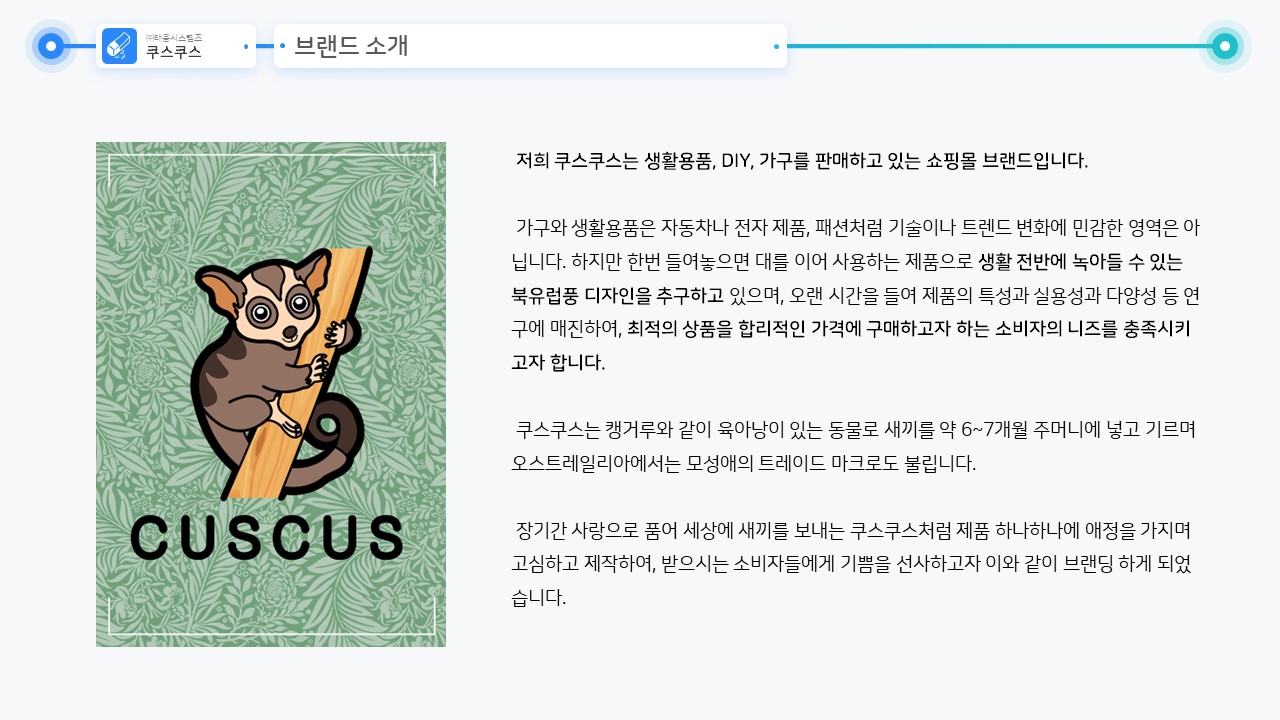 ㈜태웅시스템즈
쿠스쿠스
브랜드 소개
CUSCUS
저희 쿠스쿠스는 생활용품, DIY, 가구를 판매하고 있는 쇼핑몰 브랜드입니다.
가구와 생활용품은 자동차나 전자 제품, 패션처럼 기술이나 트렌드 변화에 민감한 영역은 아
닙니다. 하지만 한번 들여놓으면 대를 이어 사용하는 제품으로 생활 전반에 녹아들 수 있는
북유럽풍 디자인을 추구하고 있으며, 오랜 시간을 들여 제품의 특성과 실용성과 다양성 등 연
구에 매진하여, 최적의 상품을 합리적인 가격에 구매하고자 하는 소비자의 니즈를 충족시키
고자 합니다.
쿠스쿠스는 캥거루와 같이 육아낭이 있는 동물로 새끼를 약 6~7개월 주머니에 넣고 기르며
오스트레일리아에서는 모성애의 트레이드 마크로도 불립니다.
장기간 사랑으로 품어 세상에 새끼를 보내는 쿠스쿠스처럼 제품 하나하나에 애정을 가지며
고심하고 제작하여, 받으시는 소비자들에게 기쁨을 선사하고자 이와 같이 브랜딩 하게 되었
습니다.